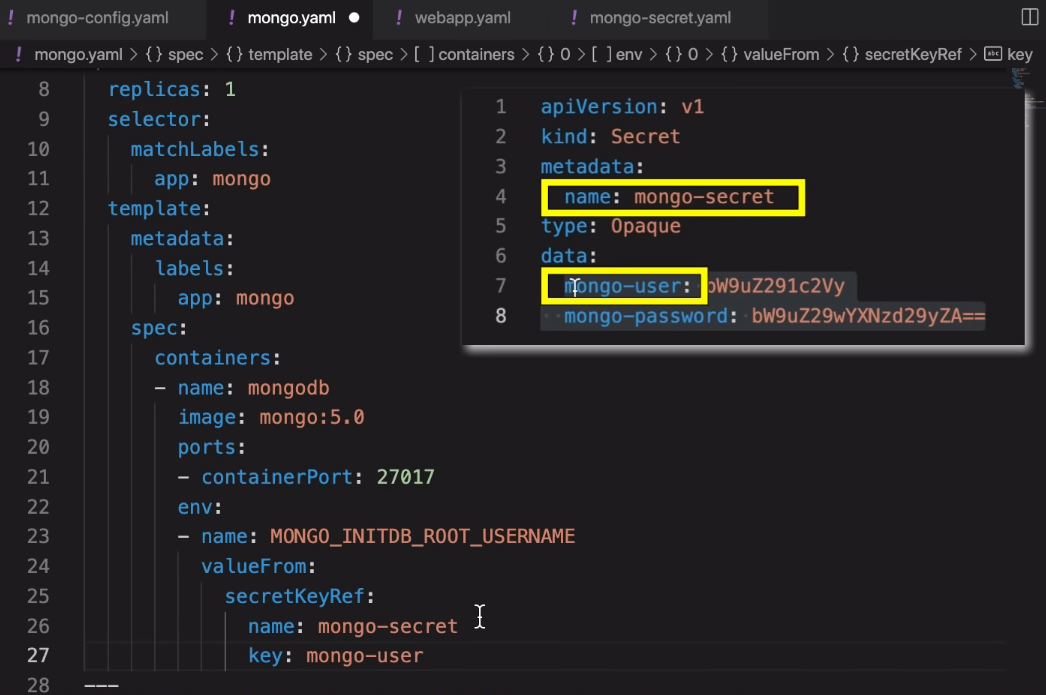 ! mongo-config.yaml ! mongo.yaml ● ! webapp.yaml ! mongo-secret.yaml
! mongo.yaml > {} spec > {} template > {} spec > [ ] containers > {} 0 > [ ] env > {} 0 > {} valueFrom > {} secretKeyRef > abc key
8 replicas: 1
9 selector:
10 matchLabels:
11 app: mongo
12 template:
13 metadata:
14 labels:
15 app: mongo
16 spec:
17 containers:
18 - name: mongodb
19 image: mongo:5.0
20 ports:
21 - containerPort: 27017
22 env:
23 - name: MONGO_INITDB_ROOT_USERNAME
24 valueFrom:
25 secretKeyRef:
26 name: mongo-secret
27 key: mongo-user
28 ---
1 apiVersion: v1
2 kind: Secret
3 metadata:
4 name: mongo-secret
5 type: Opaque
6 data:
7 mongo-user: bW9uZ291c2Vy
8 mongo-password: bW9uZ29wYXNzd29yZA==